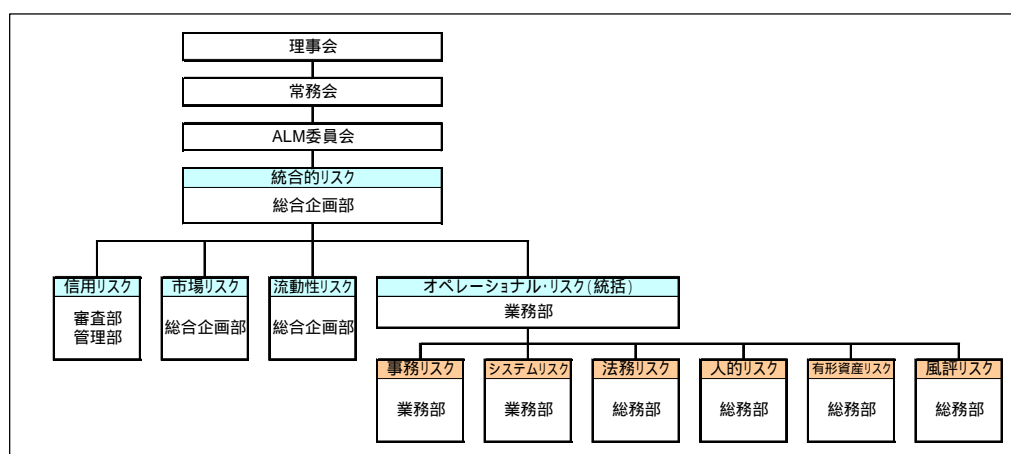 理事会
常務会
ALM委員会
統合的リスク
総合企画部
信用リスク
審査部
管理部
市場リスク
総合企画部
流動性リスク
総合企画部
オペレーショナル・リスク(統括)
業務部
事務リスク
業務部
システムリスク
業務部
法務リスク
総務部
人的リスク
総務部
有形資産リスク
総務部
風評リスク
総務部